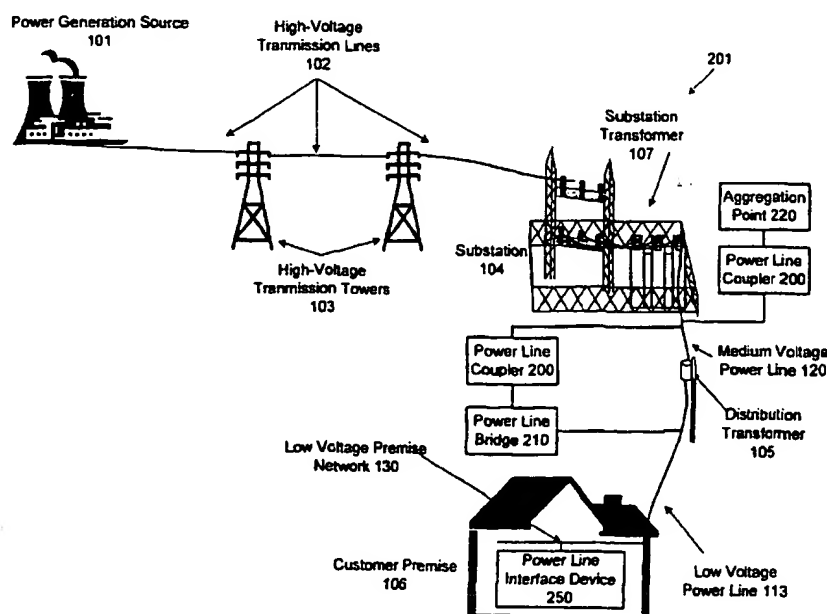 Power Generation Source
101
High-Voltage
Tranmission Lines
102
201
Substation
Transformer
107
Aggregation
Point 220
Power Line
Coupler 200
Substation
104
High-Voltage
Tranmission Towers
103
Medium Voltage
Power Line 120
Power Line
Coupler 200
Distribution
Transformer
105
Power Line
Bridge 210
Low Voltage Premise
Network 130
Customer Premise
106
Power Line
Interface Device
250
Low Voltage
Power Line 113